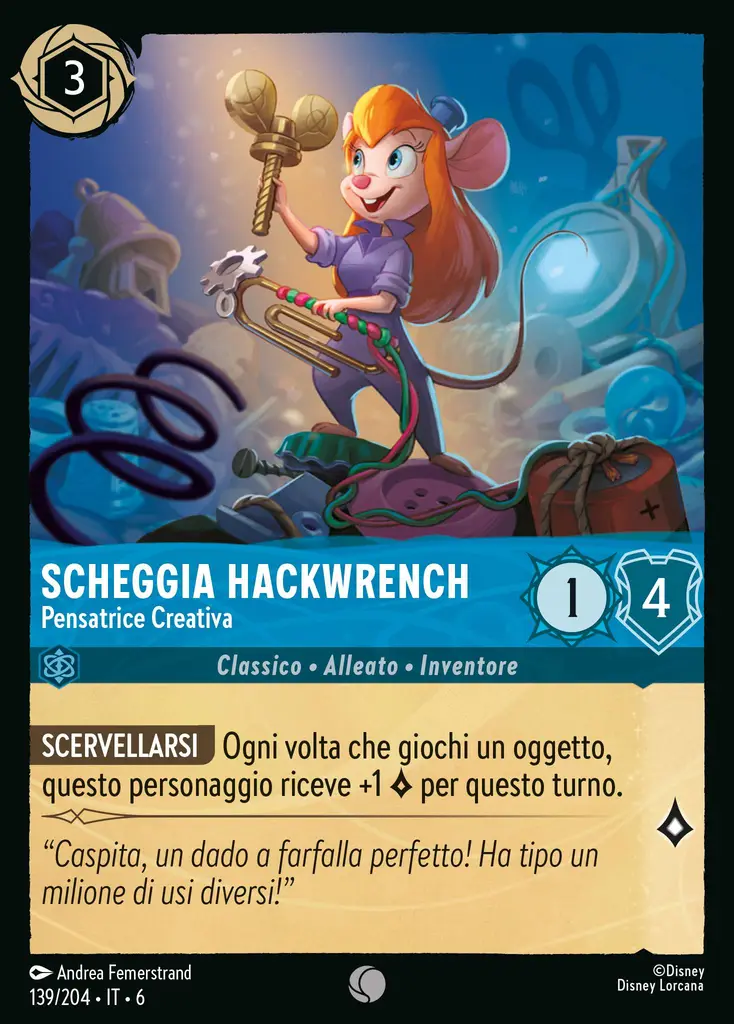 3
SCHEGGIA HACKWRENCH
Pensatrice Creativa
1
4
Classico • Alleato • Inventore
SCERVELLARSI Ogni volta che giochi un oggetto,
questo personaggio riceve +1 per questo turno.
“Caspita, un dado a farfalla perfetto! Ha tipo un
milione di usi diversi!”
Andrea Femerstrand
139/204 • IT • 6
©Disney
Disney Lorcana